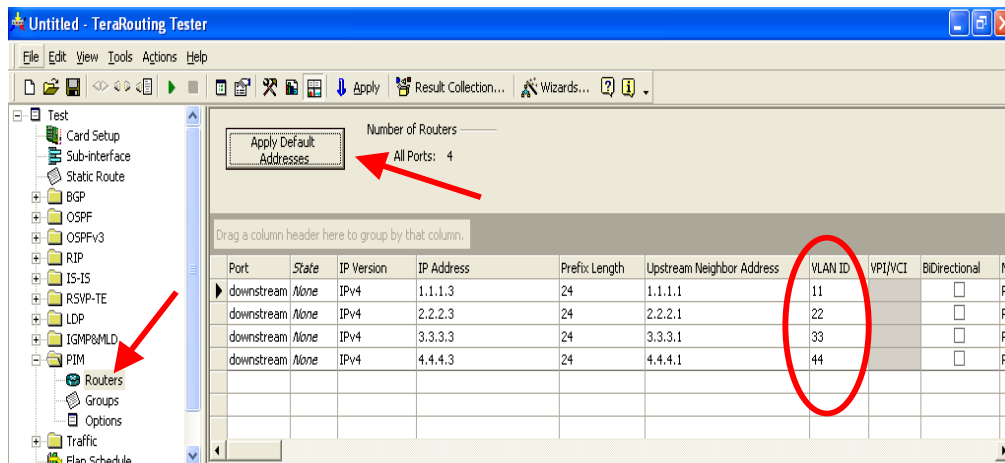 Untitled - TeraRouting Tester
File Edit View Tools Actions Help
Apply Result Collection... Wizards...
Test
Card Setup
Sub-interface
Static Route
BGP
OSPF
OSPFv3
RIP
IS-IS
RSVP-TE
LDP
IGMP&MLD
PIM
Routers
Groups
Options
Traffic
Flap Schedule
Apply Default
Addresses
Number of Routers
All Ports: 4
Drag a column header here to group by that column.
Port State IP Version IP Address Prefix Length Upstream Neighbor Address VLAN ID VPI/VCI BiDirectional
downstream None IPv4 1.1.1.3 24 1.1.1.1 11
downstream None IPv4 2.2.2.3 24 2.2.2.1 22
downstream None IPv4 3.3.3.3 24 3.3.3.1 33
downstream None IPv4 4.4.4.3 24 4.4.4.1 44